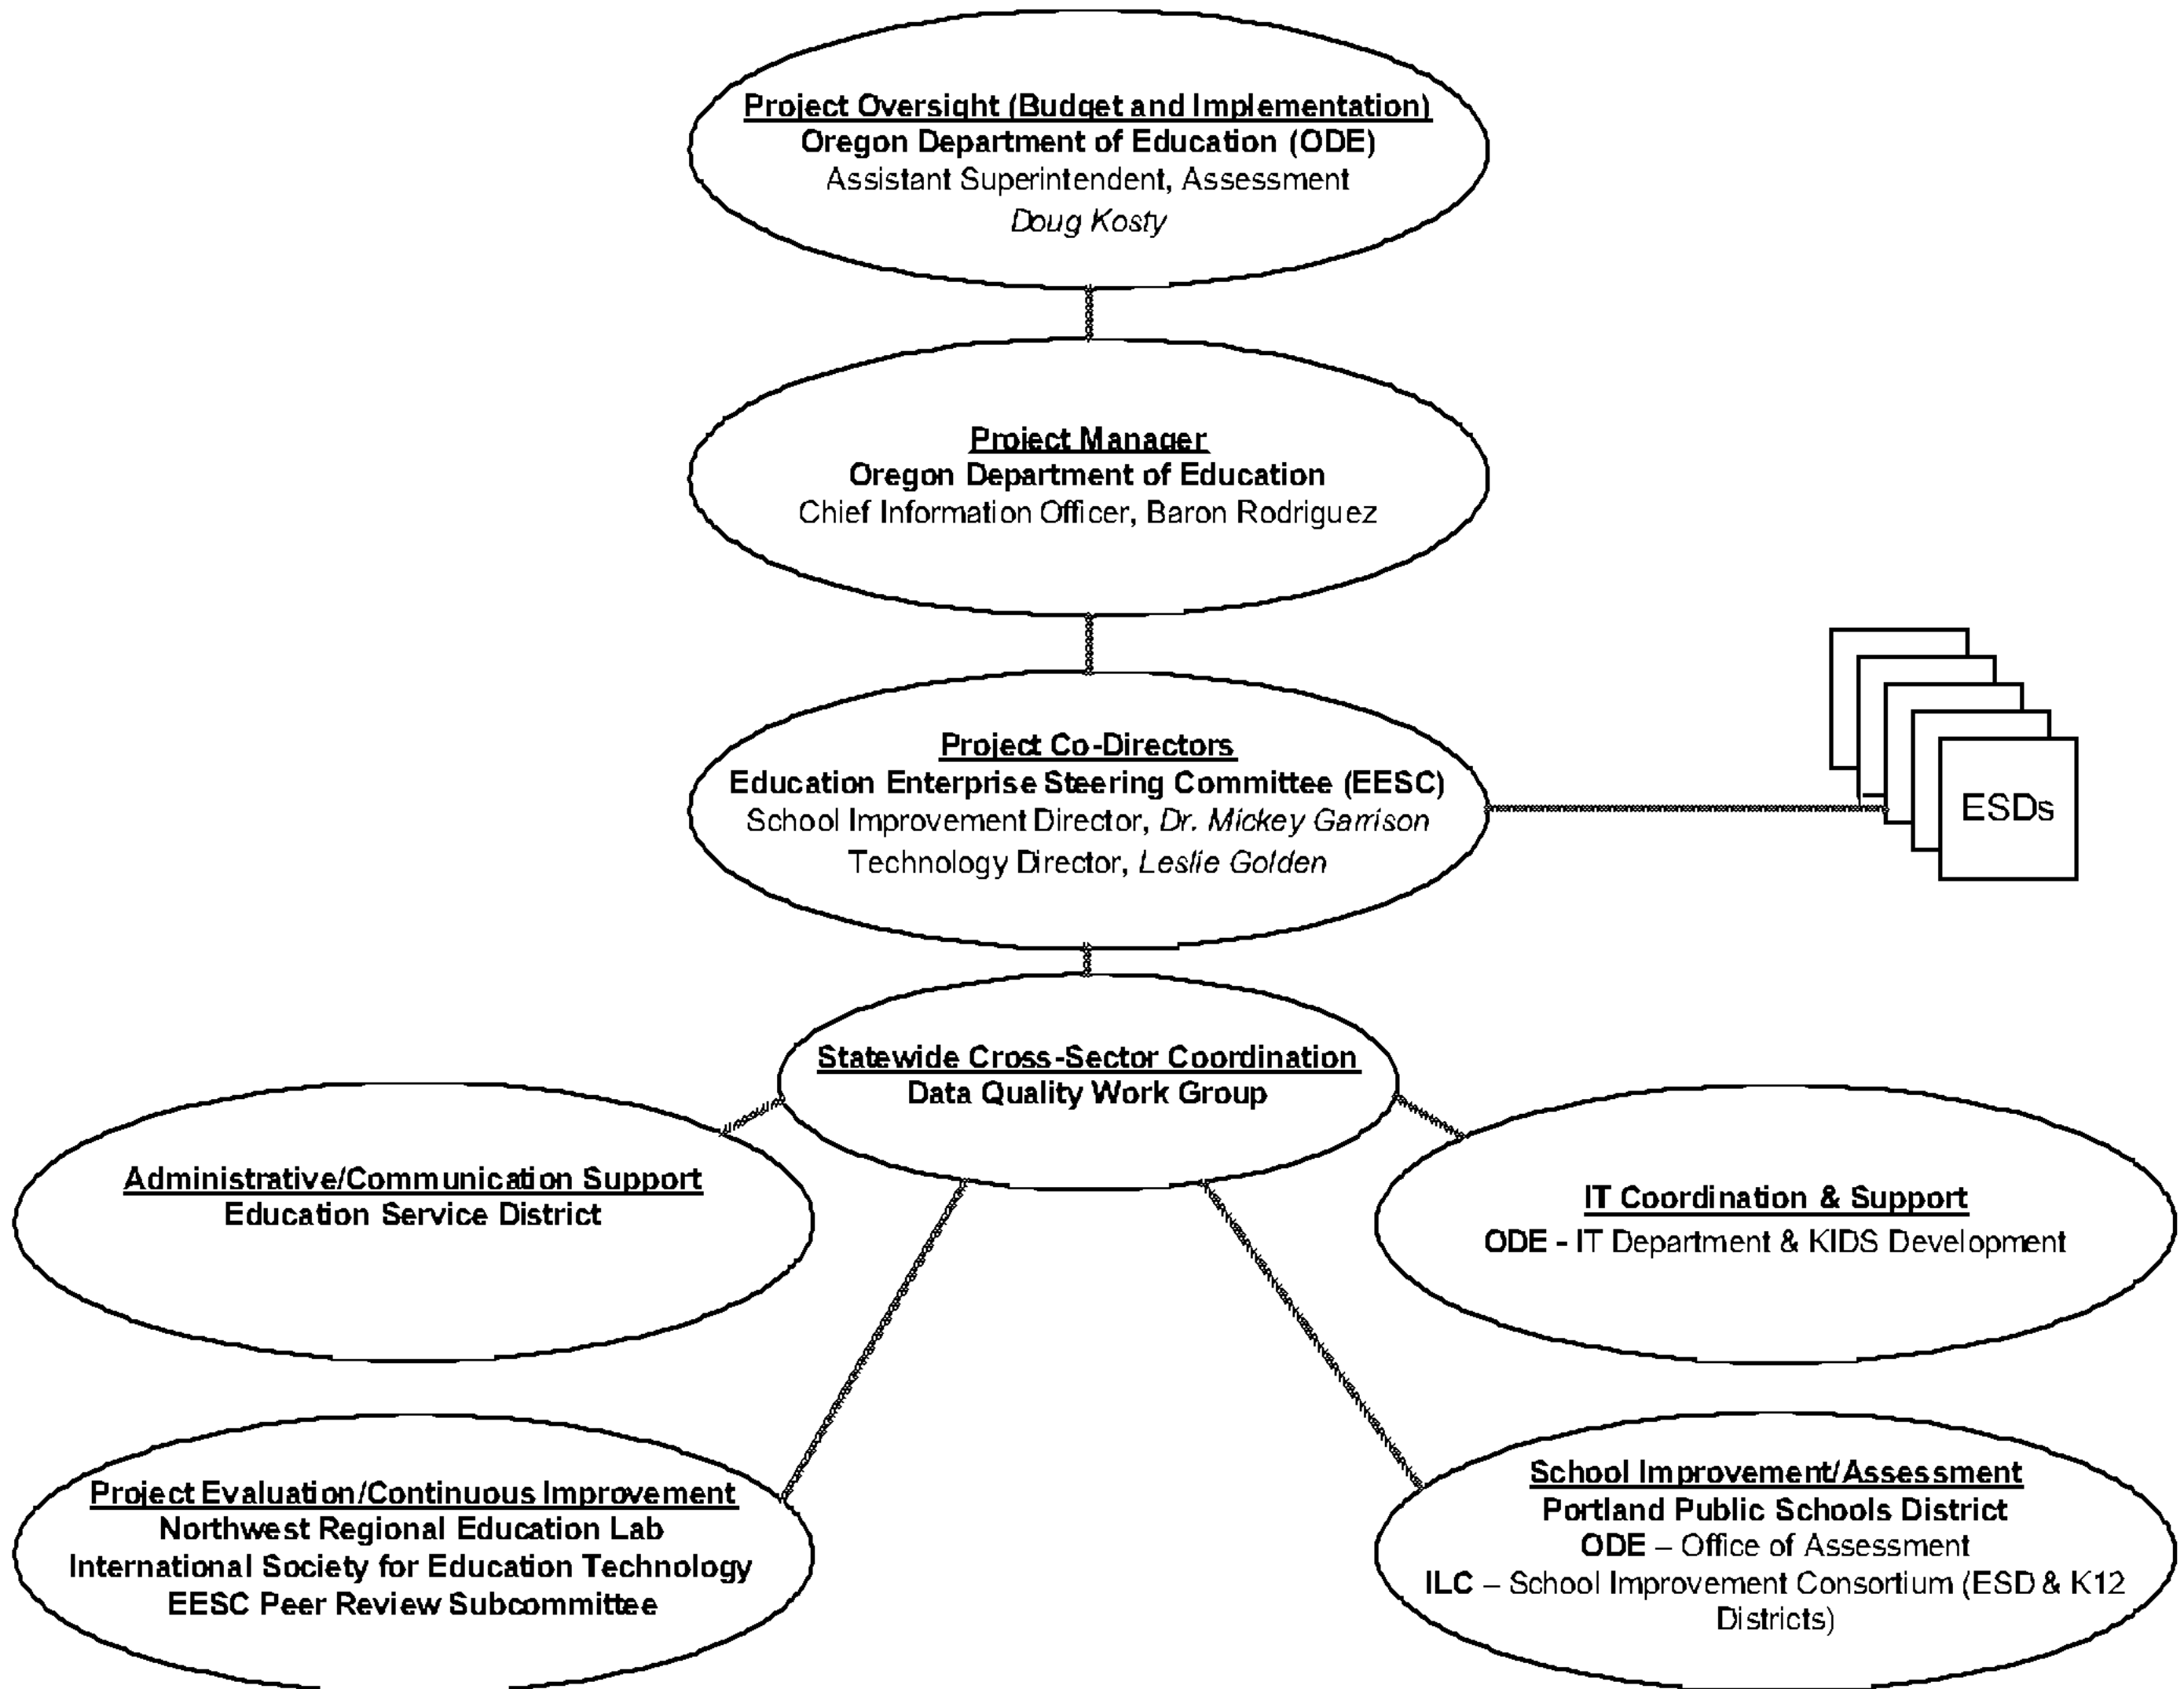 Project Oversight (Budget and Implementation)
Oregon Department of Education (ODE)
Assistant Superintendent, Assessment
Doug Kosty
Project Manager
Oregon Department of Education
Chief Information Officer, Baron Rodriguez
Project Co-Directors
Education Enterprise Steering Committee (EESC)
School Improvement Director, Dr. Mickey Garrison
Technology Director, Leslie Golden
ESDs
Statewide Cross-Sector Coordination
Data Quality Work Group
Administrative/Communication Support
Education Service District
IT Coordination & Support
ODE - IT Department & KIDS Development
Project Evaluation/Continuous Improvement
Northwest Regional Education Lab
International Society for Education Technology
EESC Peer Review Subcommittee
School Improvement/Assessment
Portland Public Schools District
ODE – Office of Assessment
ILC – School Improvement Consortium (ESD & K12
Districts)